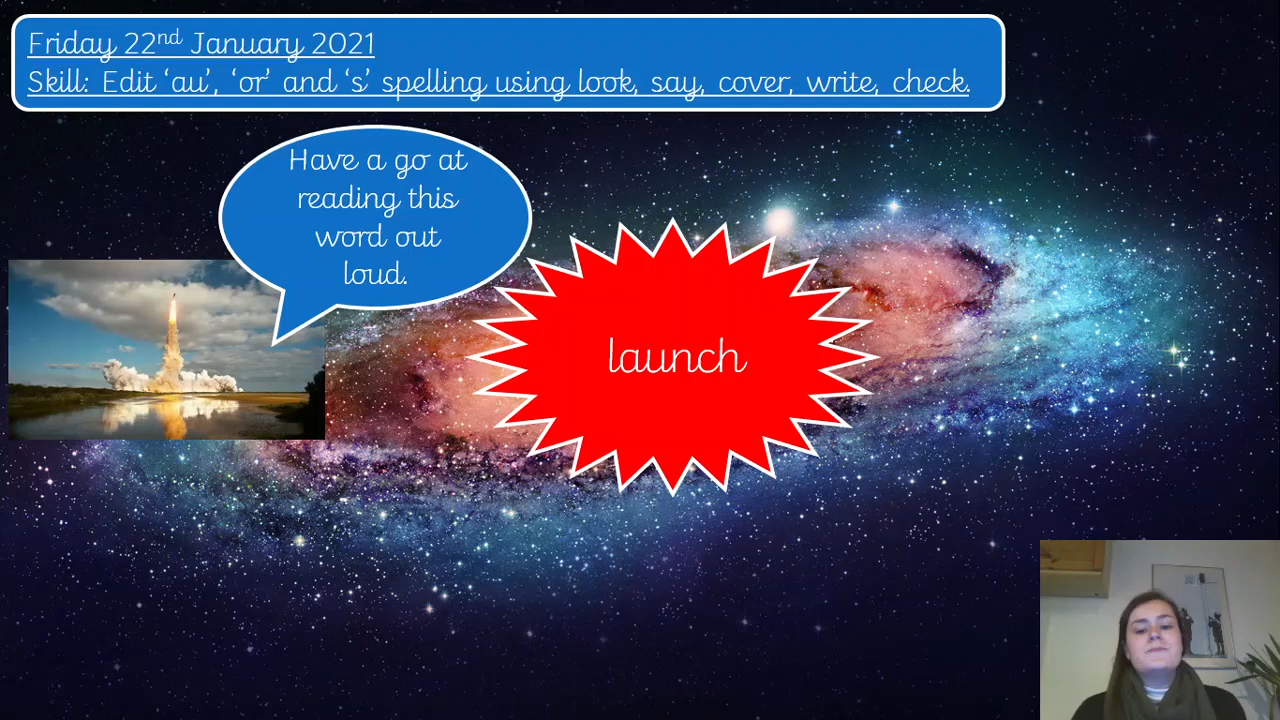 Friday 22nd January 2021
Skill: Edit ‘au’, ‘or’ and ‘s’ spelling using look, say, cover, write, check.
Have a go at
reading this
word out
loud.
launch